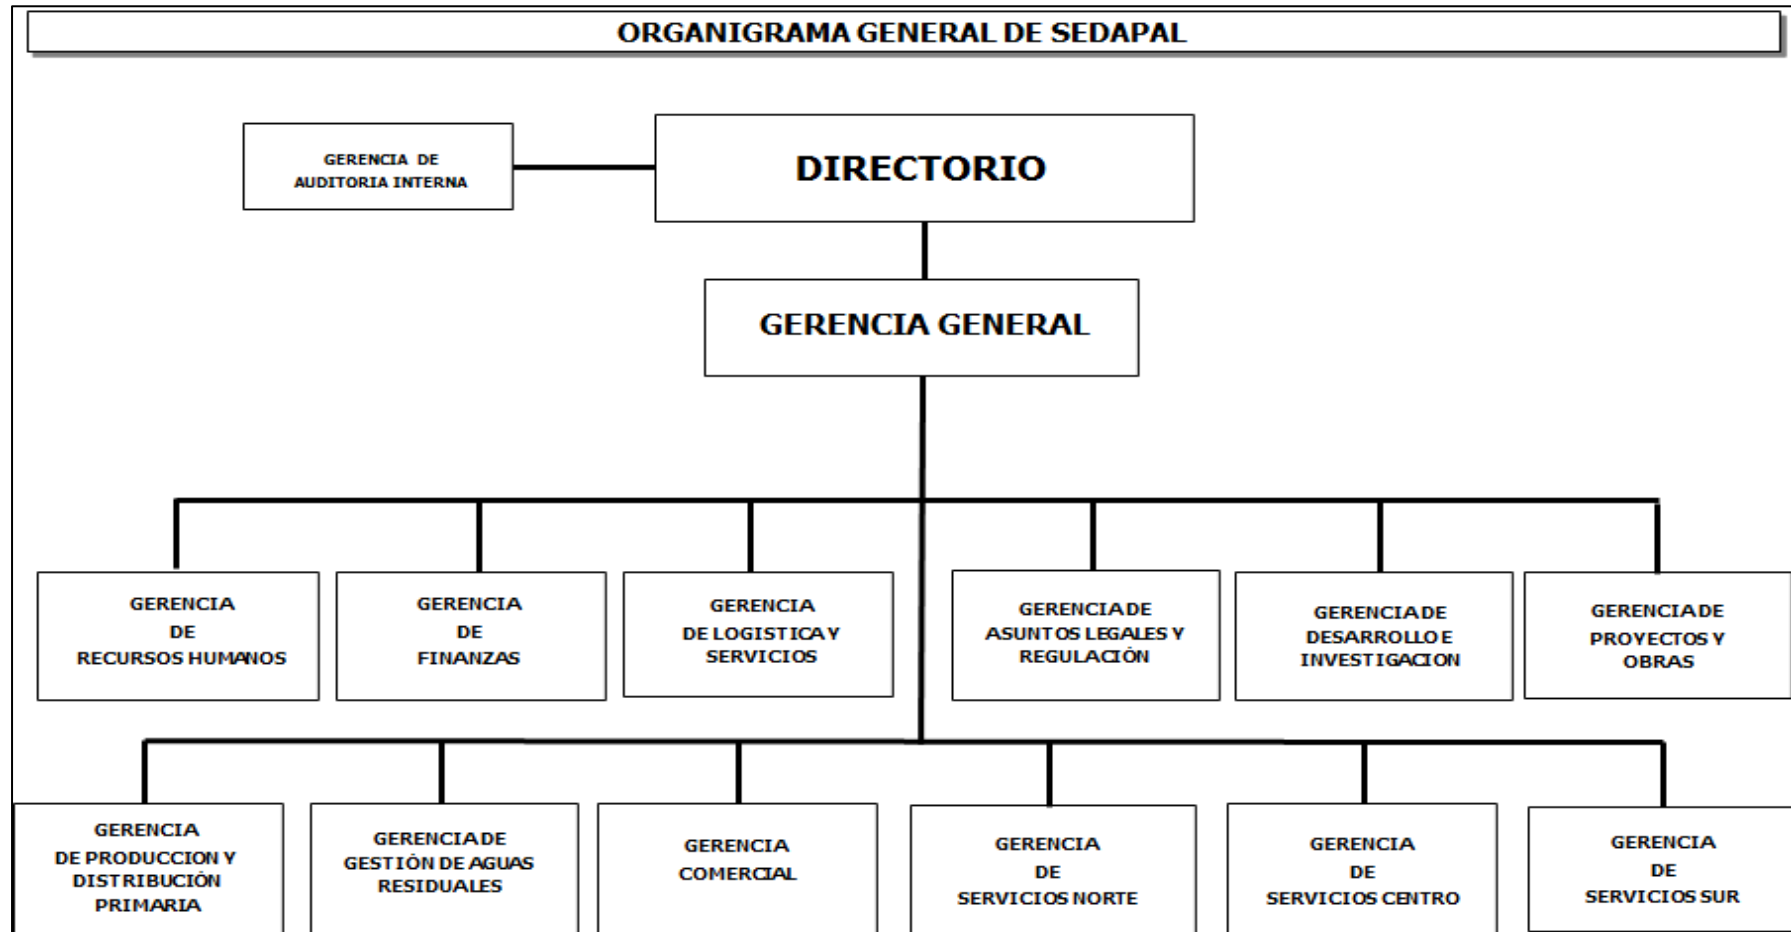 ORGANIGRAMA GENERAL DE SEDAPAL
GERENCIA DE
AUDITORIA INTERNA
DIRECTORIO
GERENCIA GENERAL
GERENCIA
DE
RECURSOS HUMANOS
GERENCIA
DE
FINANZAS
GERENCIA
DE LOGISTICA Y
SERVICIOS
GERENCIA DE
ASUNTOS LEGALES Y
REGULACIÓN
GERENCIA DE
DESARROLLO E
INVESTIGACION
GERENCIA DE
PROYECTOS Y
OBRAS
GERENCIA
DE PRODUCCION Y
DISTRIBUCIÓN
PRIMARIA
GERENCIA DE
GESTIÓN DE AGUAS
RESIDUALES
GERENCIA
COMERCIAL
GERENCIA
DE
SERVICIOS NORTE
GERENCIA
DE
SERVICIOS CENTRO
GERENCIA
DE
SERVICIOS SUR